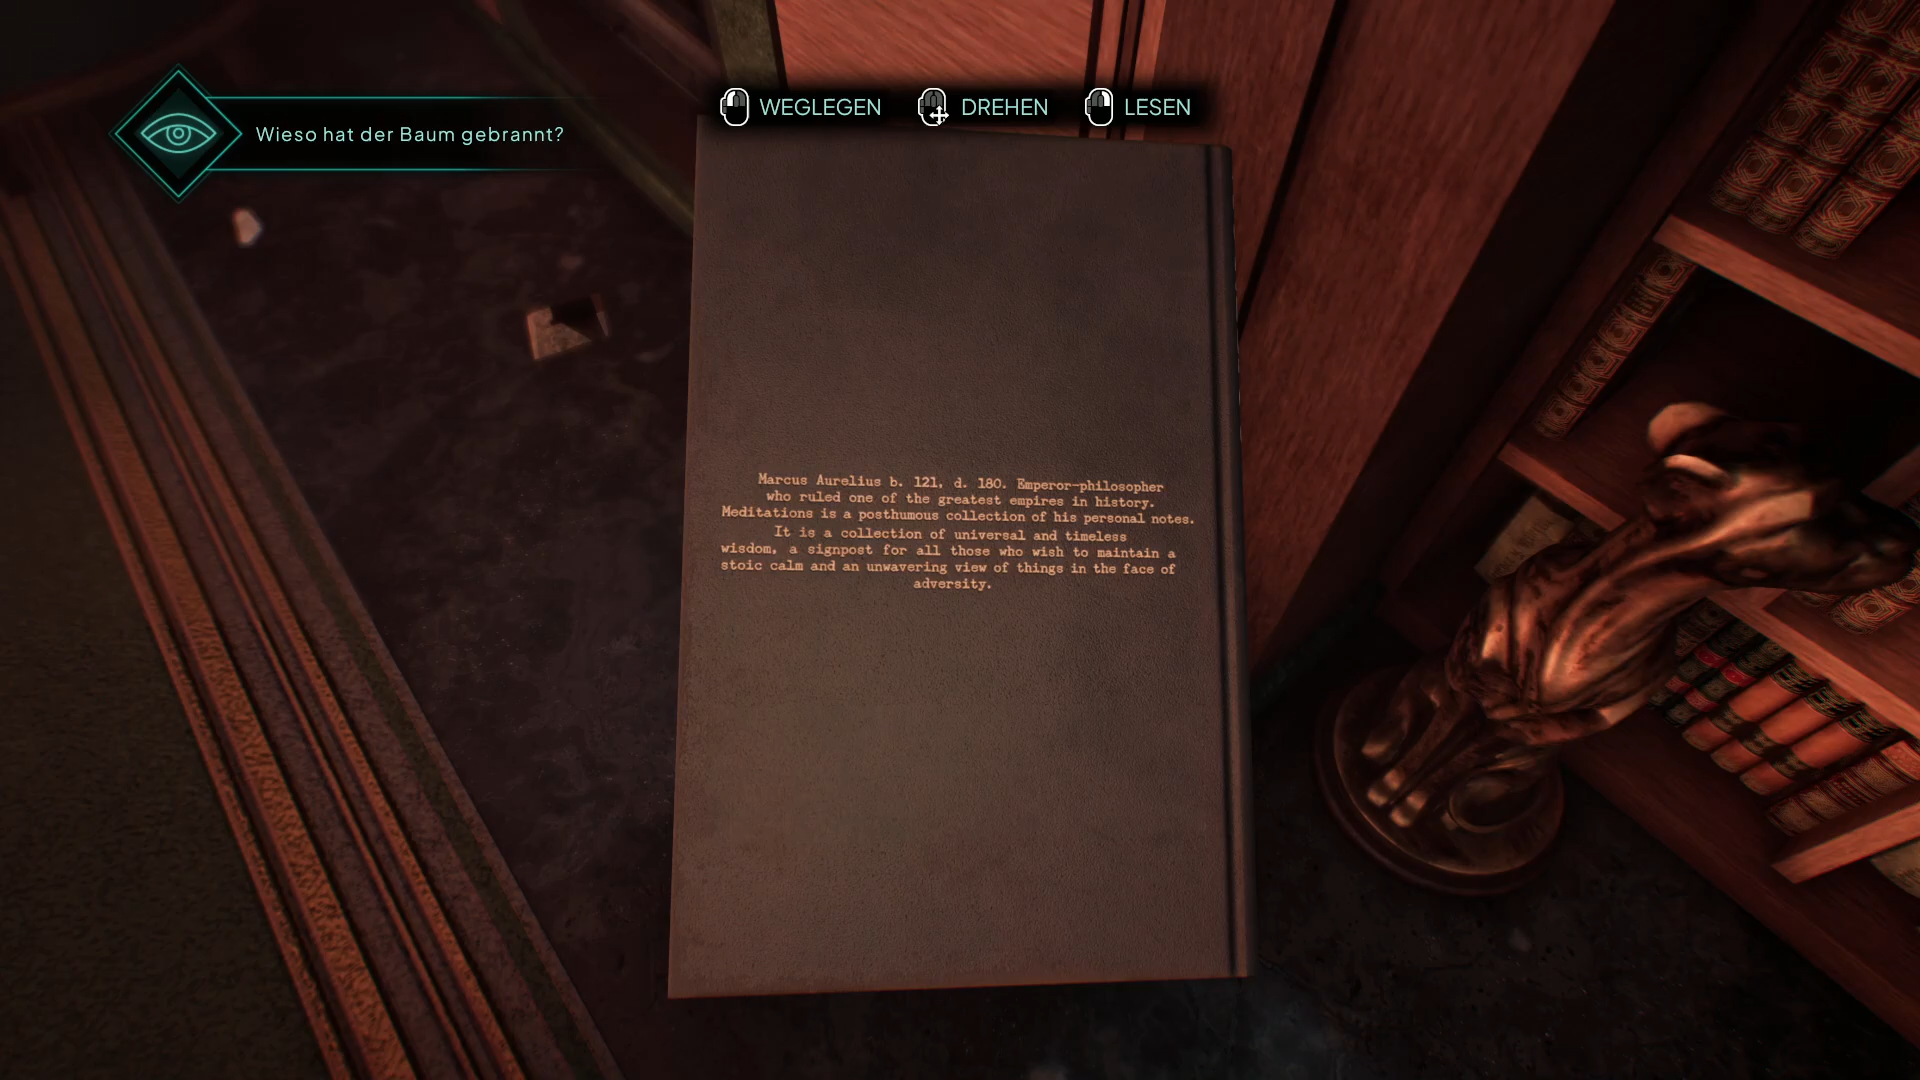 WEGLEGEN DREHEN LESEN
Wieso hat der Baum gebrannt?
Marcus Aurelius b. 121, d. 180. Emperor-philosopher
who ruled one of the greatest empires in history.
Meditations is a posthumous collection of his personal notes.
It is a collection of universal and timeless
wisdom, a signpost for all those who wish to maintain a
stoic calm and an unwavering view of things in the face of
adversity.